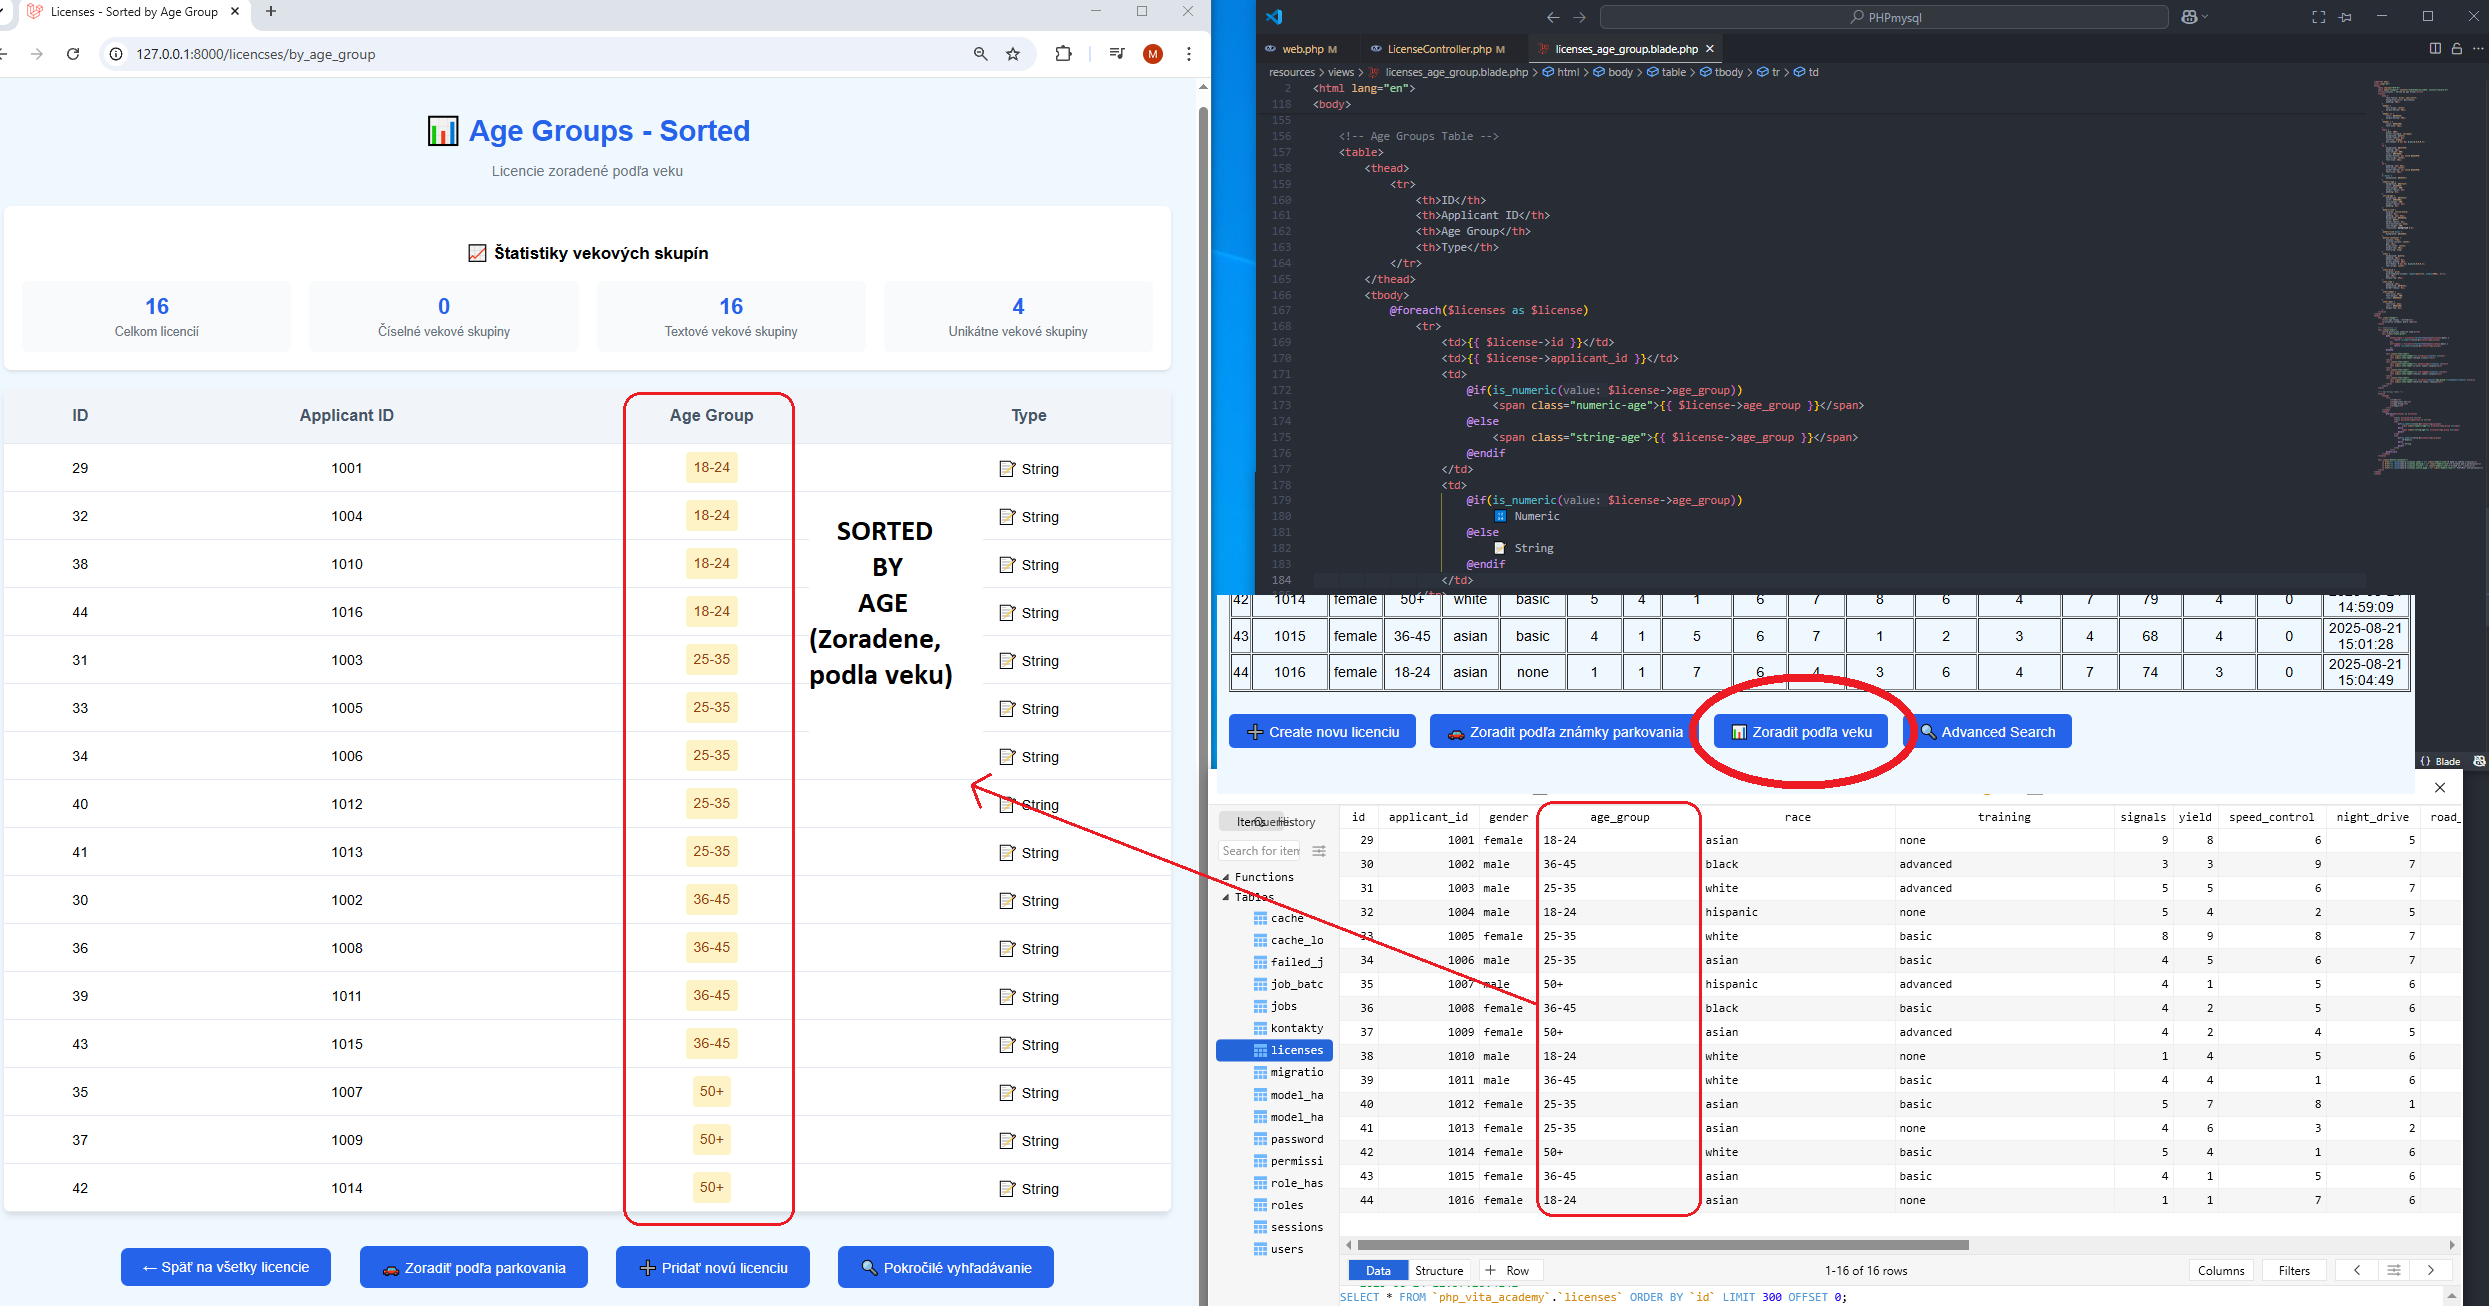 Licenses - Sorted by Age Group
127.0.0.1:8000/licencses/by_age_group
M
Age Groups - Sorted
Licencie zoradené podľa veku
Štatistiky vekových skupín
16
Celkom licencií
0
Číselné vekové skupiny
16
Textové vekové skupiny
4
Unikátne vekové skupiny
ID Applicant ID Age Group Type
29 1001 18-24 String
32 1004 18-24 String
38 1010 18-24 String
44 1016 18-24 String
31 1003 25-35 String
33 1005 25-35 String
34 1006 25-35 String
40 1012 25-35 String
41 1013 25-35 String
30 1002 36-45 String
36 1008 36-45 String
39 1011 36-45 String
43 1015 36-45 String
35 1007 50+ String
37 1009 50+ String
42 1014 50+ String
SORTED
BY
AGE
(Zoradene,
podla veku)
← Späť na všetky licencie
Zoradiť podľa parkovania
Pridať novú licenciu
Pokročilé vyhľadávanie
PHPmysql
web.php M LicenseController.php M licenses_age_group.blade.php
resources > views > licenses_age_group.blade.php > html > body > table > tbody > tr > td
2 <html lang="en">
118 <body>
155
156 <!-- Age Groups Table -->
157 <table>
158 <thead>
159 <tr>
160 <th>ID</th>
161 <th>Applicant ID</th>
162 <th>Age Group</th>
163 <th>Type</th>
164 </tr>
165 </thead>
166 <tbody>
167 @foreach($licenses as $license)
168 <tr>
169 <td>{{ $license->id }}</td>
170 <td>{{ $license->applicant_id }}</td>
171 <td>
172 @if(is_numeric(value: $license->age_group))
173 <span class="numeric-age">{{ $license->age_group }}</span>
174 @else
175 <span class="string-age">{{ $license->age_group }}</span>
176 @endif
177 </td>
178 <td>
179 @if(is_numeric(value: $license->age_group))
180 Numeric
181 @else
182 String
183 @endif
184 </td>
42 1014 female 50+ white basic 5 4 1 6 7 8 6 4 7 79 4 0 14:59:09
43 1015 female 36-45 asian basic 4 1 5 6 7 1 2 3 4 68 4 0 2025-08-21 15:01:28
44 1016 female 18-24 asian none 1 1 7 6 4 3 6 4 7 74 3 0 2025-08-21 15:04:49
Create novu licenciu
Zoradit podľa známky parkovania
Zoradit podľa veku
Advanced Search
{} Blade
Items Queries History
Search for item
Functions
Tables
cache
cache_lo
failed_j
job_batc
jobs
kontakty
licenses
migratio
model_ha
model_ha
password
permissi
role_has
roles
sessions
users
id applicant_id gender age_group race training signals yield speed_control night_drive road_
29 1001 female 18-24 asian none 9 8 6 5
30 1002 male 36-45 black advanced 3 3 9 7
31 1003 male 25-35 white advanced 5 5 6 7
32 1004 male 18-24 hispanic none 5 4 2 5
33 1005 female 25-35 white basic 8 9 8 7
34 1006 male 25-35 asian basic 4 5 6 7
35 1007 male 50+ hispanic advanced 4 1 5 6
36 1008 female 36-45 black basic 4 2 5 6
37 1009 female 50+ asian advanced 4 2 4 5
38 1010 male 18-24 white none 1 4 5 6
39 1011 male 36-45 white basic 4 4 1 6
40 1012 female 25-35 asian basic 5 7 8 1
41 1013 female 25-35 asian none 4 6 3 2
42 1014 female 50+ white basic 5 4 1 6
43 1015 female 36-45 asian basic 4 1 5 6
44 1016 female 18-24 asian none 1 1 7 6
Data Structure + Row 1-16 of 16 rows Columns Filters
SELECT * FROM `php_vita_academy`.`licenses` ORDER BY `id` LIMIT 300 OFFSET 0;